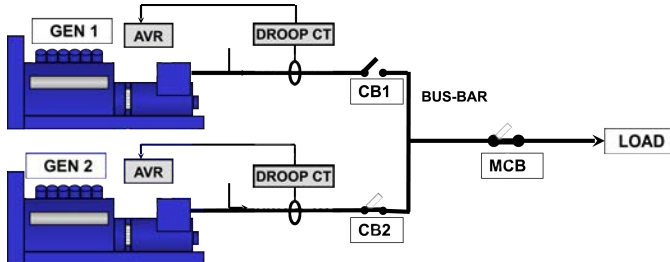 GEN 1
AVR
DROOP CT
CB1
BUS-BAR
LOAD
MCB
GEN 2
AVR
DROOP CT
CB2